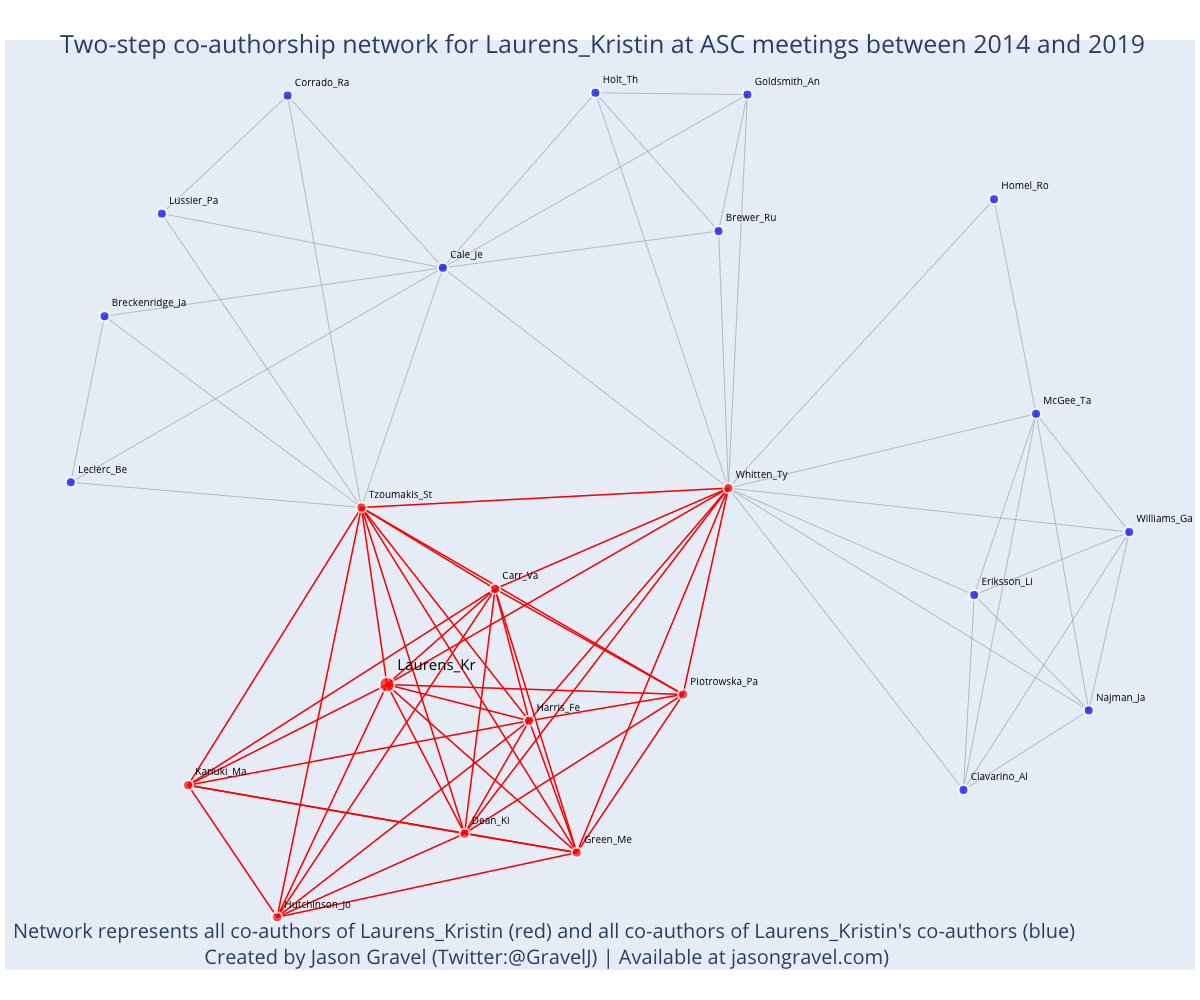 Two-step co-authorship network for Laurens_Kristin at ASC meetings between 2014 and 2019
Corrado_Ra
Holt_Th
Goldsmith_An
Homel_Ro
Lussier_Pa
Brewer_Ru
Cale_Je
Breckenridge_Ja
McGee_Ta
Leclerc_Be
Whitten_Ty
Tzoumakis_St
Williams_Ga
Carr_Va
Eriksson_Li
Laurens_Kr
Piotrowska_Pa
Najman_Ja
Harris_Fe
Kariuki_Ma
Clavarino_Al
Dean_Ki
Green_Me
Hutchinson_Jo
Network represents all co-authors of Laurens_Kristin (red) and all co-authors of Laurens_Kristin's co-authors (blue)
Created by Jason Gravel (Twitter:@GravelJ) | Available at jasongravel.com)